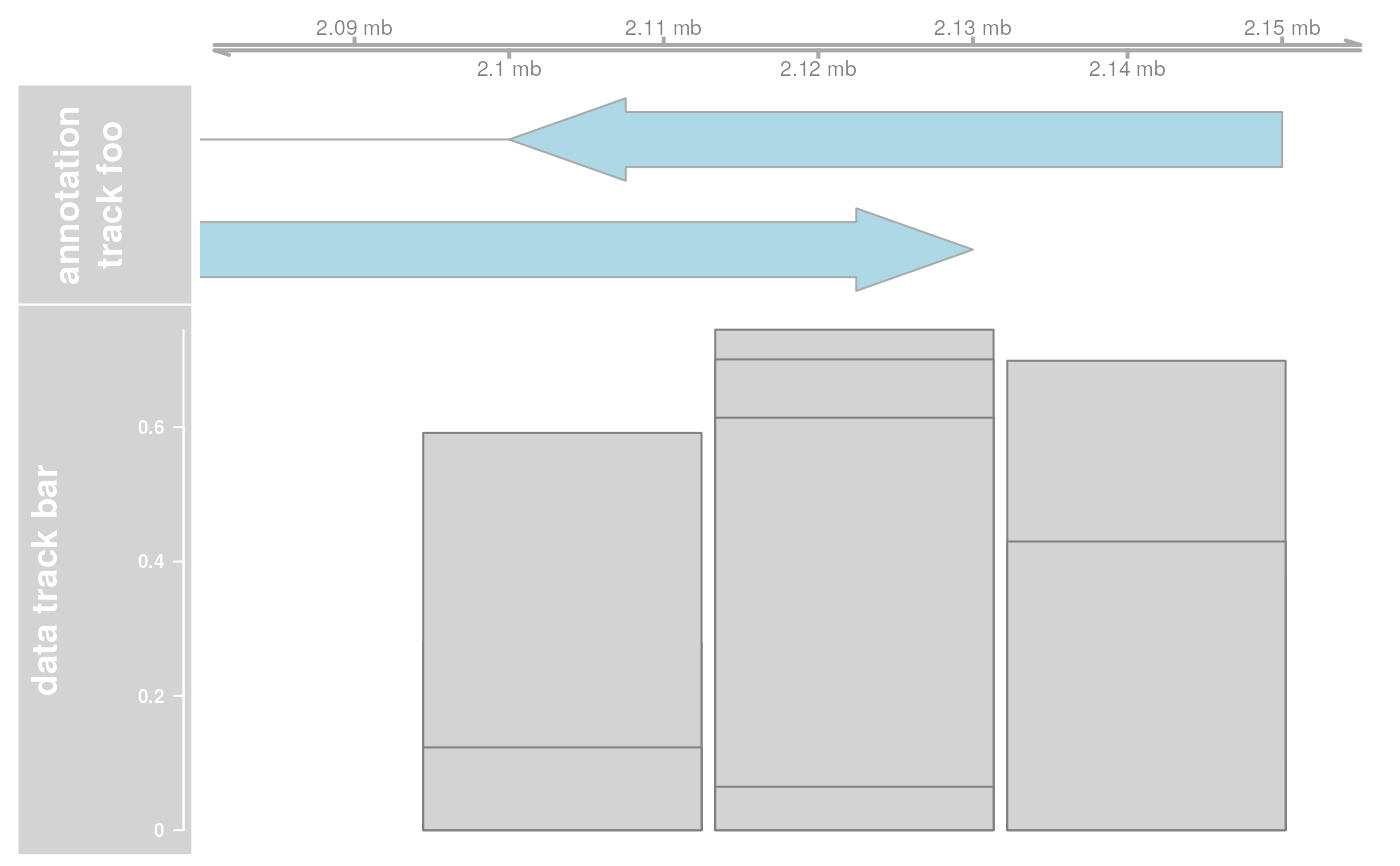 2.09 mb
2.11 mb
2.13 mb
2.15 mb
2.1 mb
2.12 mb
2.14 mb
annotation
track foo
data track bar
0.6
0.4
0.2
0